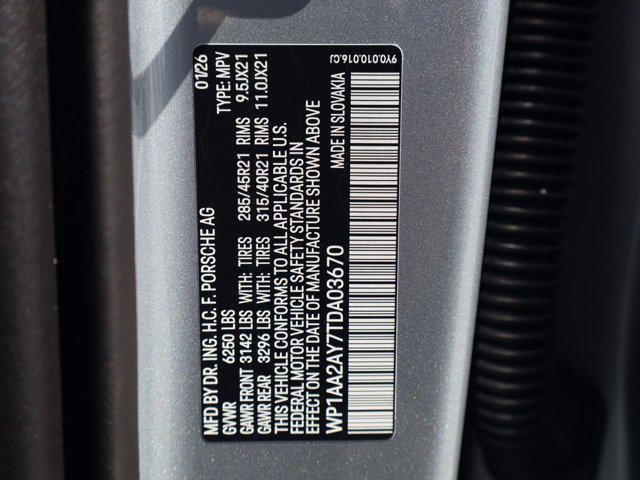 MFD BY DR. ING. H.C. F. PORSCHE AG 01/26
GVWR 6250 LBS TYPE: MPV
GAWR FRONT 3142 LBS WITH: TIRES 285/45R21 RIMS 9.5JX21
GAWR REAR 3296 LBS WITH: TIRES 315/40R21 RIMS 11.0JX21
THIS VEHICLE CONFORMS TO ALL APPLICABLE U.S.
FEDERAL MOTOR VEHICLE SAFETY STANDARDS IN
EFFECT ON THE DATE OF MANUFACTURE SHOWN ABOVE
WP1AA2AY7TDA03670 MADE IN SLOVAKIA
9Y0.010.016.CJ